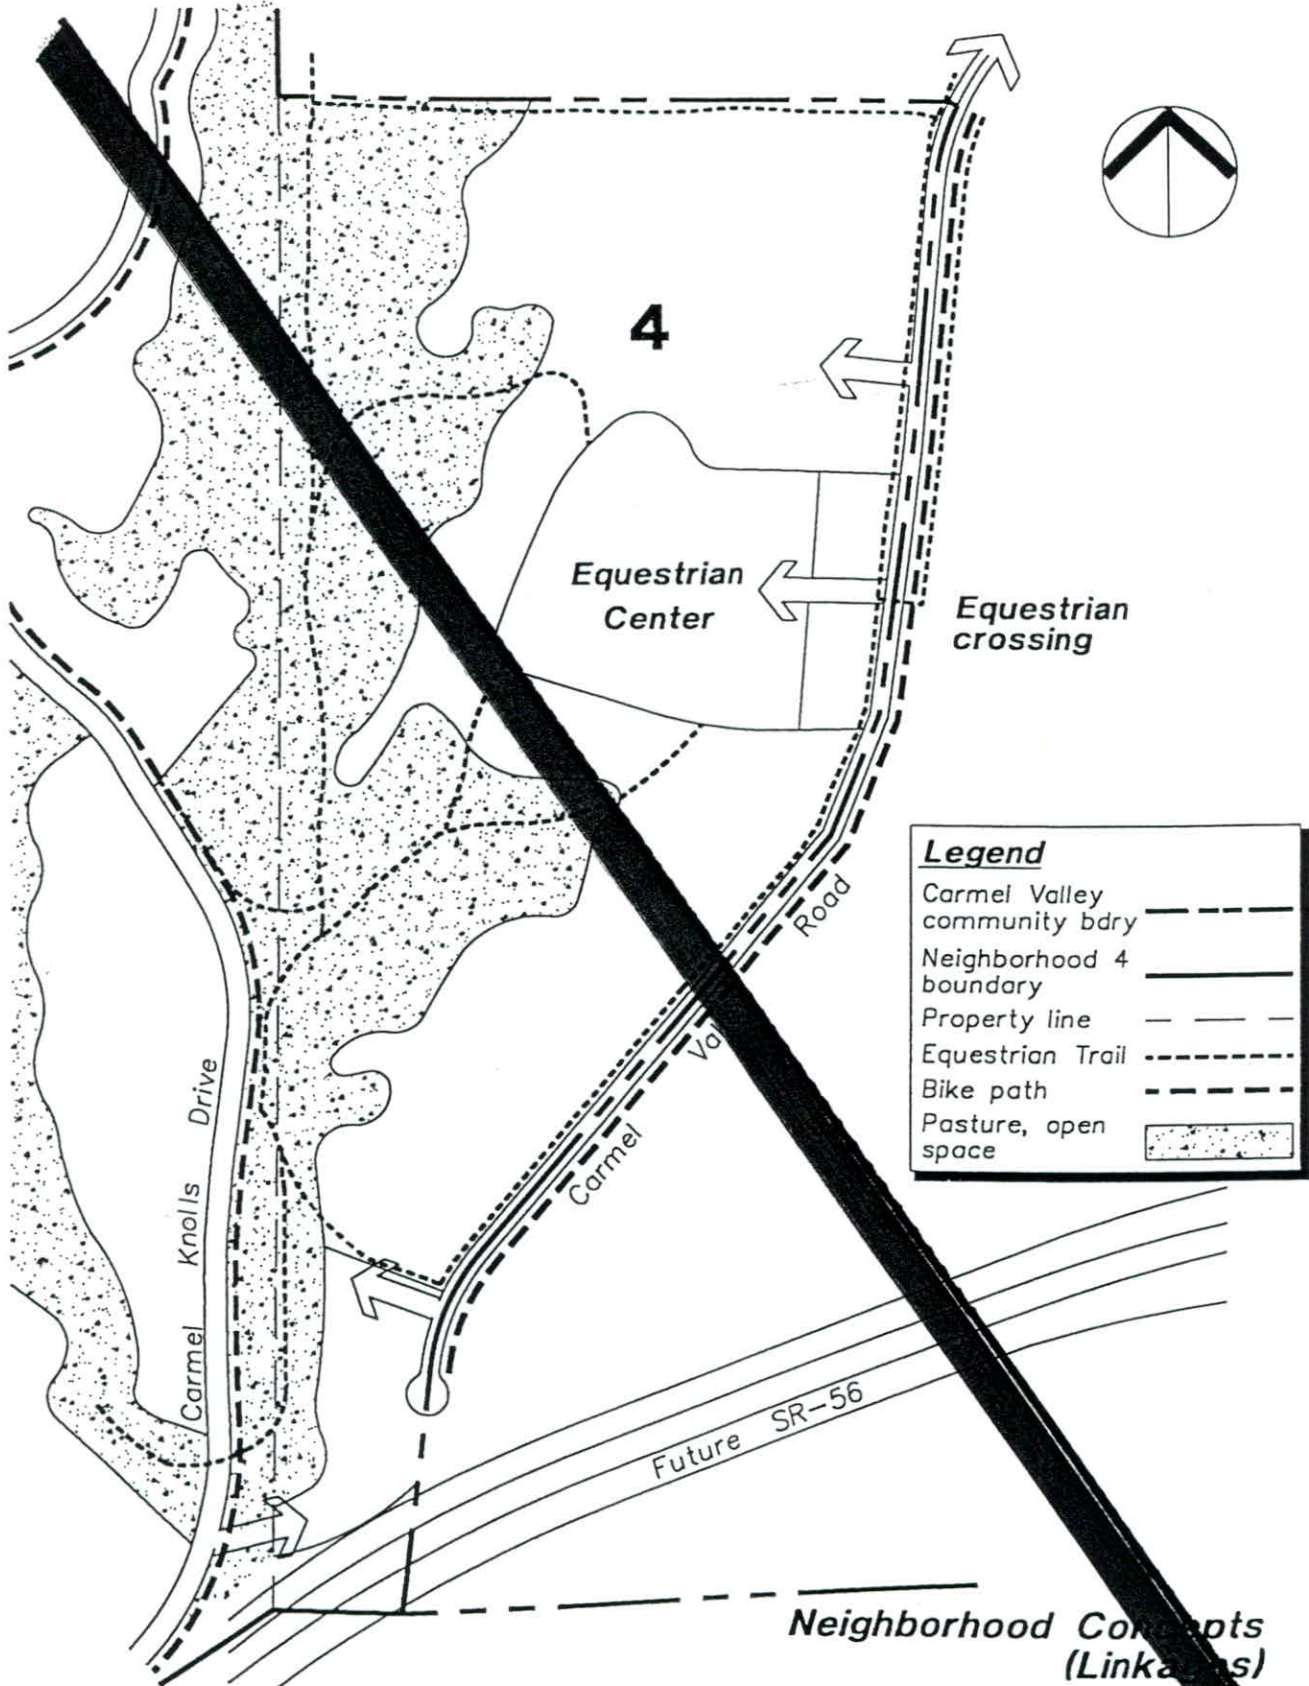 4
Equestrian
Center
Equestrian
crossing
Legend
Carmel Valley
community bdry
Neighborhood 4
boundary
Property line
Equestrian Trail
Bike path
Pasture, open
space
Road
Carmel
Carmel Knolls Drive
Future SR-56
Neighborhood